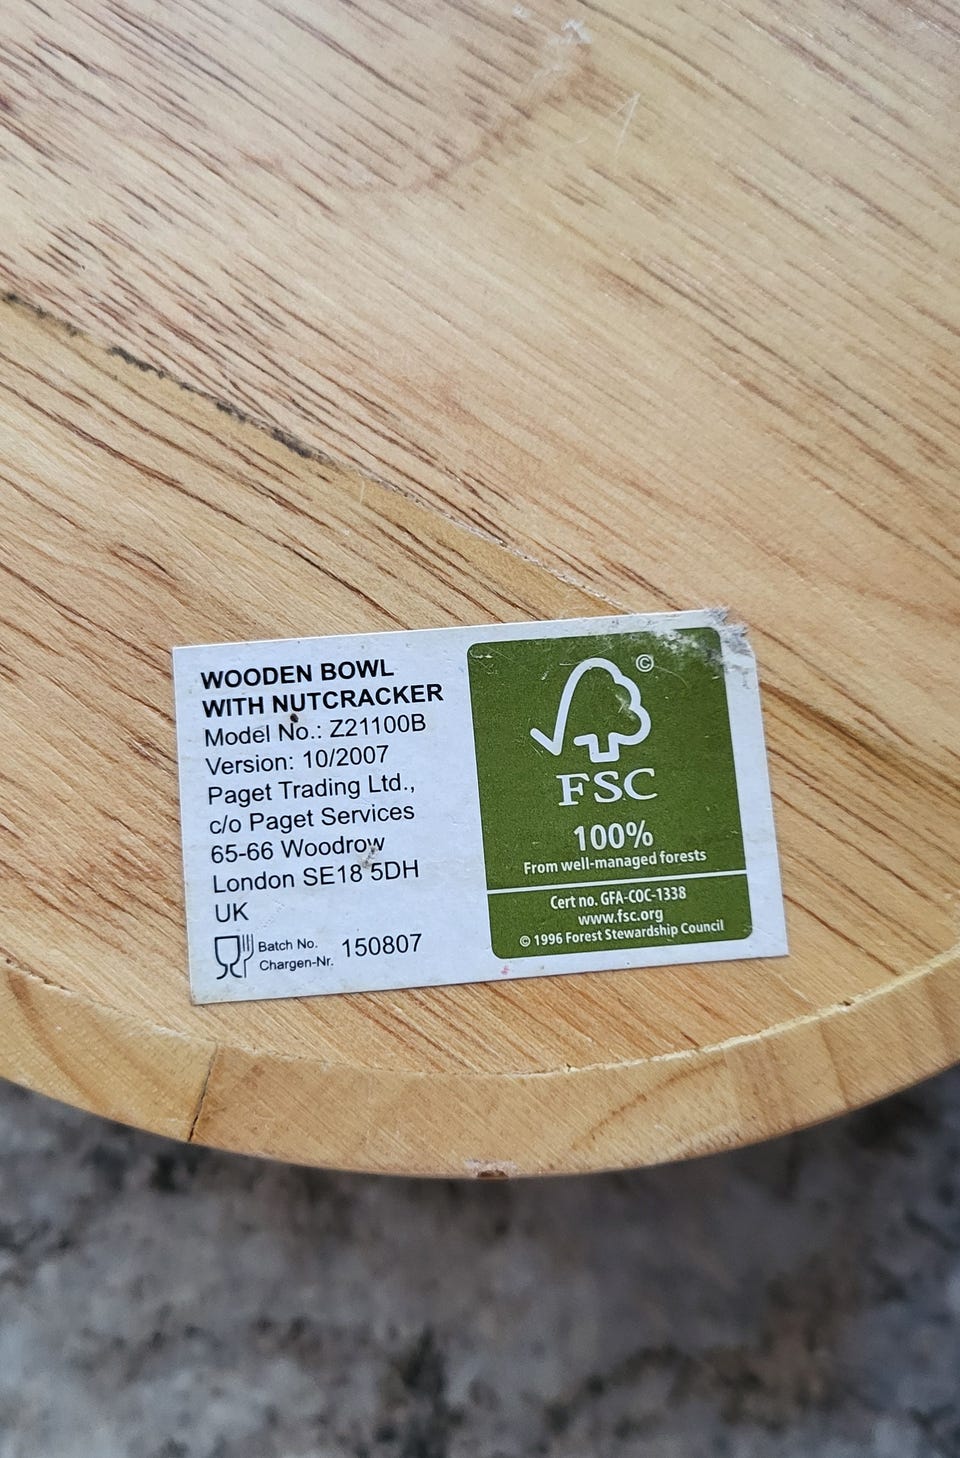 WOODEN BOWL
WITH NUTCRACKER
Model No.: Z21100B
Version: 10/2007
Paget Trading Ltd.,
c/o Paget Services
65-66 Woodrow
London SE18 5DH
UK
Batch No.
Chargen-Nr.
150807
©
FSC
100%
From well-managed forests
Cert no. GFA-COC-1338
www.fsc.org
© 1996 Forest Stewardship Council